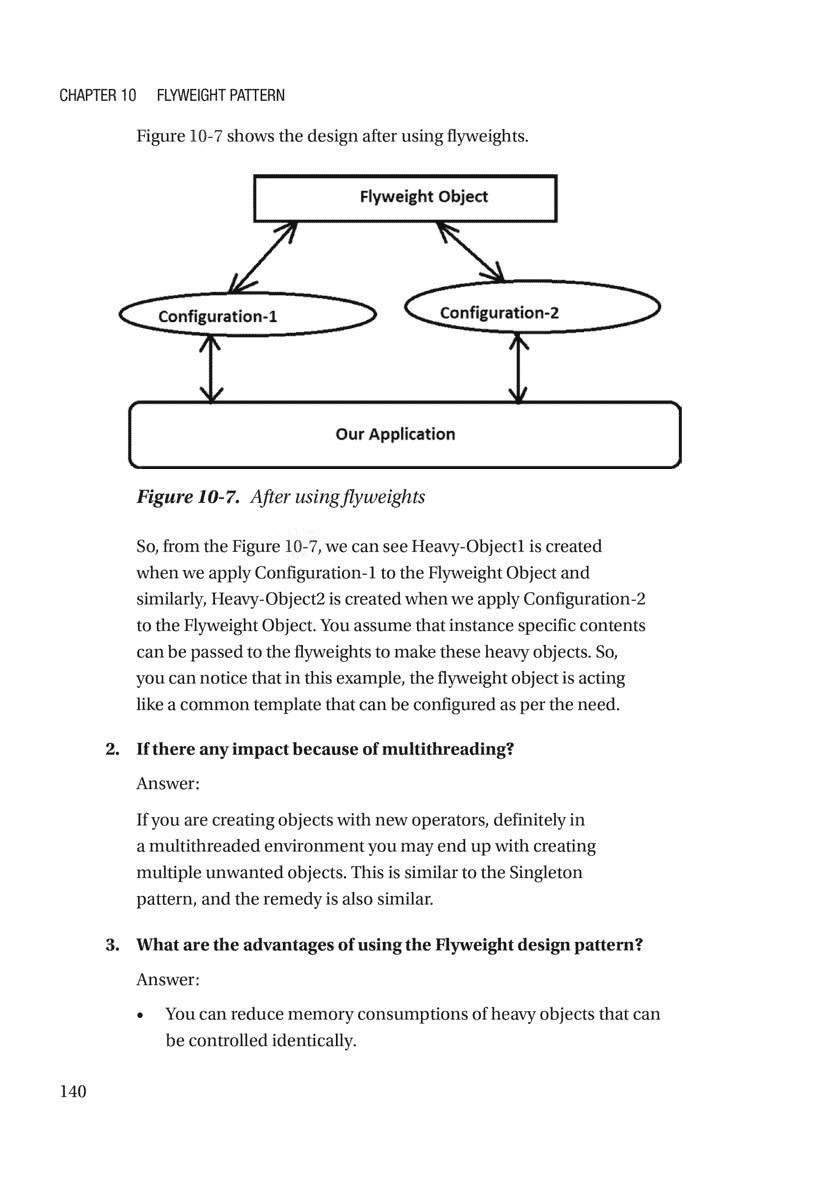 CHAPTER 10 FLYWEIGHT PATTERN
Figure 10-7 shows the design after using flyweights.
Flyweight Object
Configuration-1
Configuration-2
Our Application
Figure 10-7. After using flyweights
So, from the Figure 10-7, we can see Heavy-Object1 is created
when we apply Configuration-1 to the Flyweight Object and
similarly, Heavy-Object2 is created when we apply Configuration-2
to the Flyweight Object. You assume that instance specific contents
can be passed to the flyweights to make these heavy objects. So,
you can notice that in this example, the flyweight object is acting
like a common template that can be configured as per the need.
2. If there any impact because of multithreading?
Answer:
If you are creating objects with new operators, definitely in
a multithreaded environment you may end up with creating
multiple unwanted objects. This is similar to the Singleton
pattern, and the remedy is also similar.
3. What are the advantages of using the Flyweight design pattern?
Answer:
• You can reduce memory consumptions of heavy objects that can
be controlled identically.
140